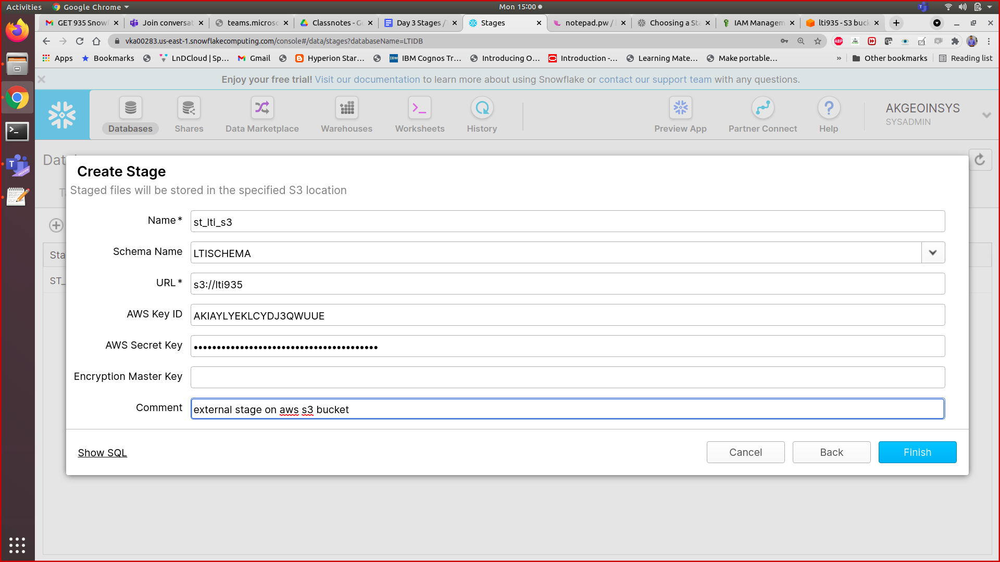 Activities Google Chrome Mon 15:00
GET 935 Snowf Join conversat teams.microso Classnotes - Go Day 3 Stages / Stages notepad.pw / Choosing a Sta IAM Managem lti935 - S3 buck
vka00283.us-east-1.snowflakecomputing.com/console#/data/stages?databaseName=LTIDB
Apps Bookmarks LnDCloud | Sp... Gmail Hyperion Star... IBM Cognos Tr... Introducing O... Introduction -... Learning Mate... Make portable... » Other bookmarks Reading list
Enjoy your free trial! Visit our documentation to learn more about using Snowflake or contact our support team with any questions.
Databases Shares Data Marketplace Warehouses Worksheets History Preview App Partner Connect Help
AKGEOINSYS
SYSADMIN
Dat
Create Stage
Staged files will be stored in the specified S3 location
Name * st_lti_s3
Schema Name LTISCHEMA
URL * s3://lti935
AWS Key ID AKIAYLYEKLCYDJ3QWUUE
AWS Secret Key ••••••••••••••••••••••••••••••••••••••••
Encryption Master Key
Comment external stage on aws s3 bucket
Sta
ST_
Show SQL Cancel Back Finish